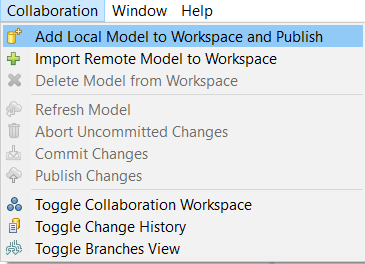 Collaboration Window Help
Add Local Model to Workspace and Publish
Import Remote Model to Workspace
Delete Model from Workspace
Refresh Model
Abort Uncommitted Changes
Commit Changes
Publish Changes
Toggle Collaboration Workspace
Toggle Change History
Toggle Branches View